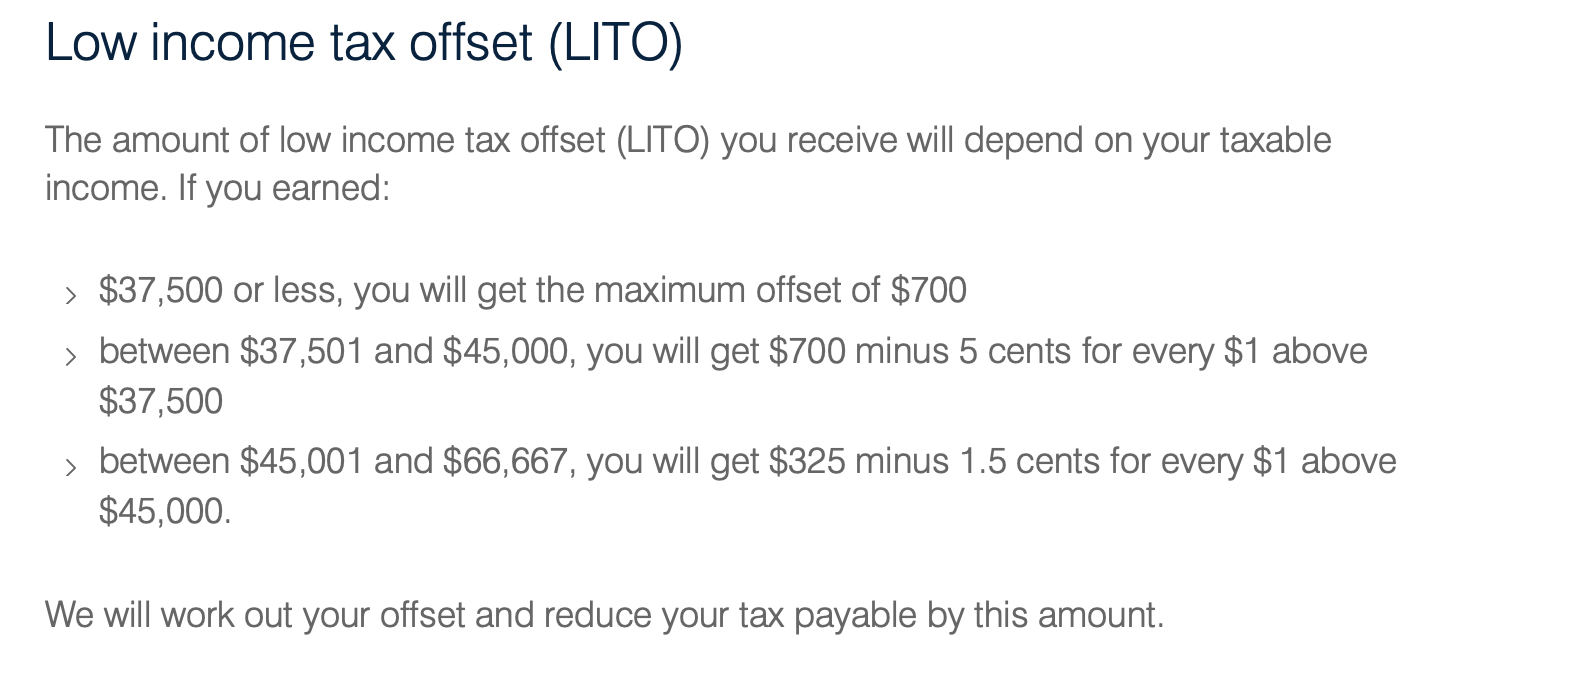 Low income tax offset (LITO)
The amount of low income tax offset (LITO) you receive will depend on your taxable
income. If you earned:
› $37,500 or less, you will get the maximum offset of $700
› between $37,501 and $45,000, you will get $700 minus 5 cents for every $1 above
$37,500
› between $45,001 and $66,667, you will get $325 minus 1.5 cents for every $1 above
$45,000.
We will work out your offset and reduce your tax payable by this amount.